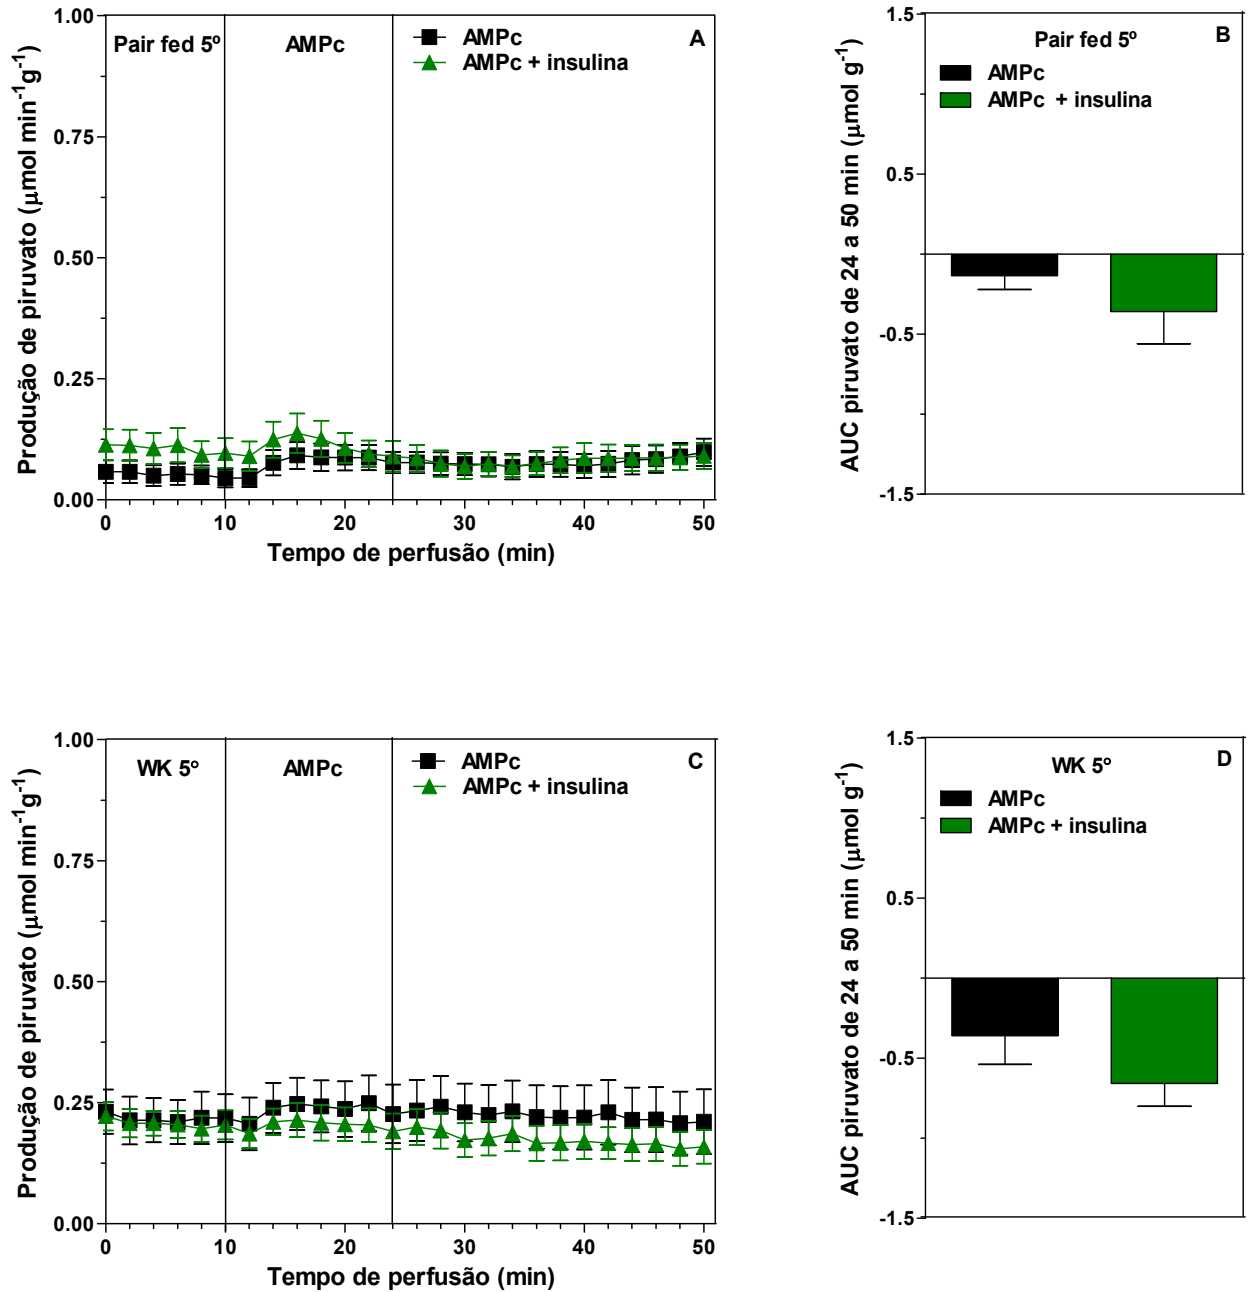 Pair fed 5º
AMPc
AMPc
AMPc + insulina
A
Produção de piruvato (µmol min⁻¹g⁻¹)
1.00
0.75
0.50
0.25
0.00
0 10 20 30 40 50
Tempo de perfusão (min)
Pair fed 5º
B
AMPc
AMPc + insulina
AUC piruvato de 24 a 50 min (µmol g⁻¹)
1.5
0.5
-0.5
-1.5
WK 5º
AMPc
AMPc
AMPc + insulina
C
Produção de piruvato (µmol min⁻¹g⁻¹)
1.00
0.75
0.50
0.25
0.00
0 10 20 30 40 50
Tempo de perfusão (min)
WK 5º
D
AMPc
AMPc + insulina
AUC piruvato de 24 a 50 min (µmol g⁻¹)
1.5
0.5
-0.5
-1.5